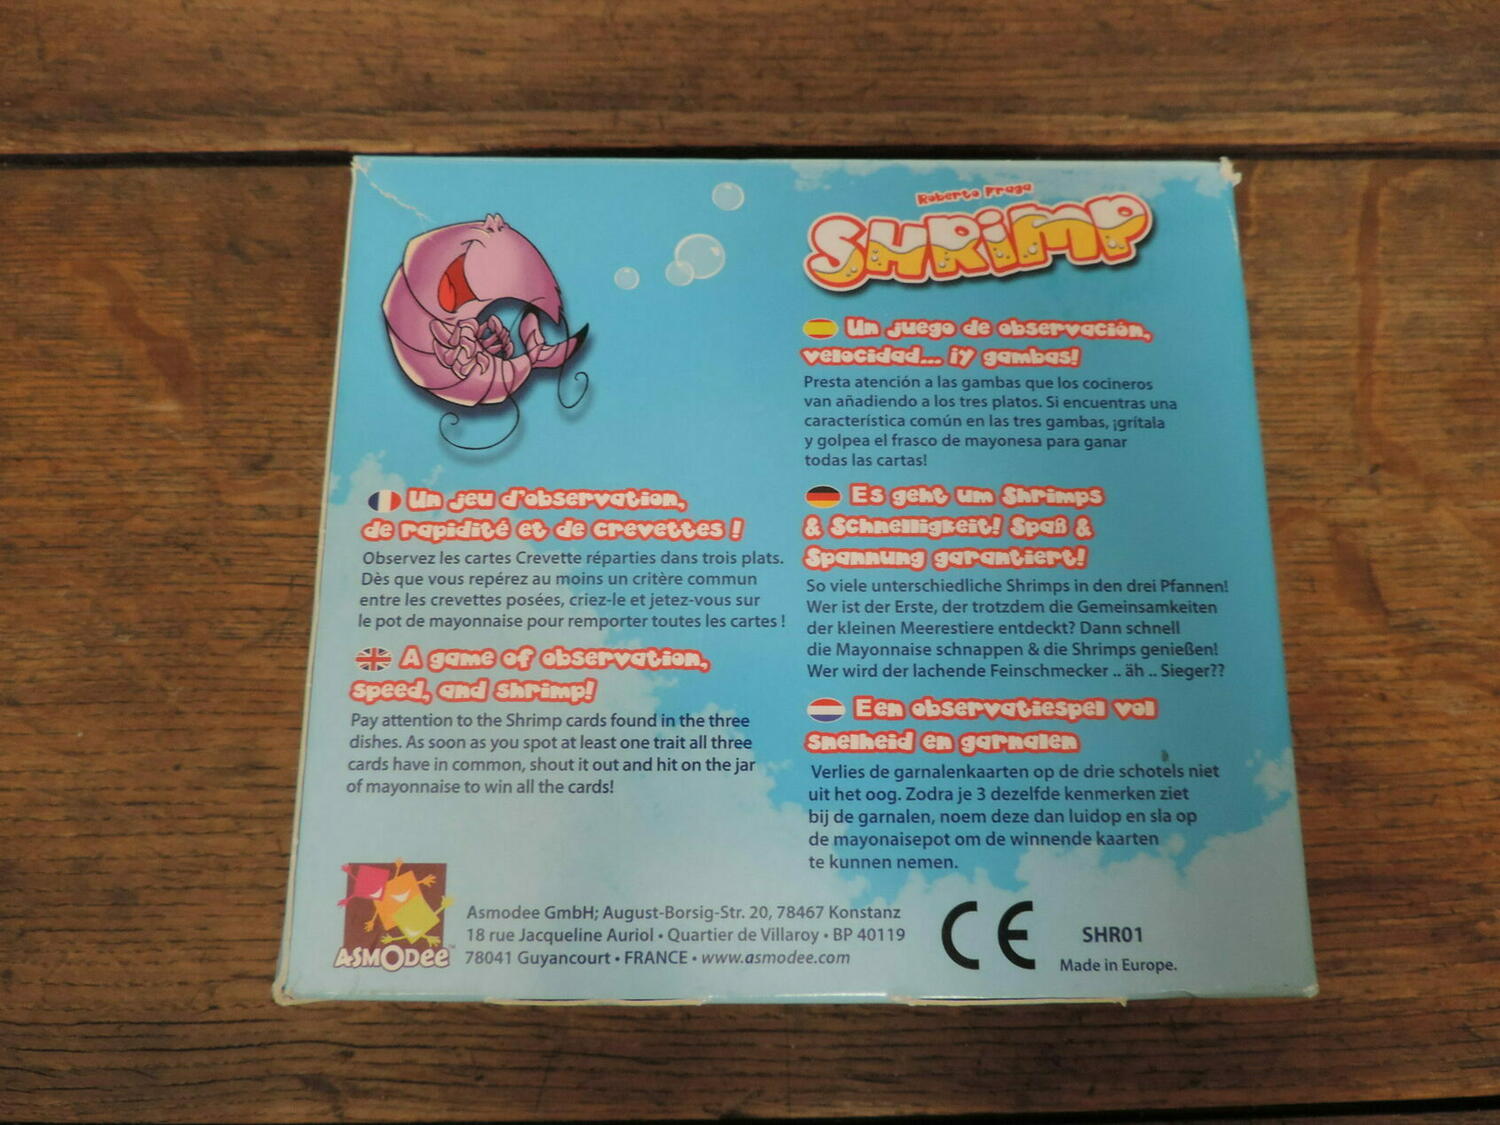 Roberto Fraga
SHRIMP
Un juego de observación,
velocidad... ¡y gambas!
Presta atención a las gambas que los cocineros
van añadiendo a los tres platos. Si encuentras una
característica común en las tres gambas, ¡grítala
y golpea el frasco de mayonesa para ganar
todas las cartas!
Un jeu d'observation,
de rapidité et de crevettes !
Observez les cartes Crevette réparties dans trois plats.
Dès que vous repérez au moins un critère commun
entre les crevettes posées, criez-le et jetez-vous sur
le pot de mayonnaise pour remporter toutes les cartes !
A game of observation,
speed, and shrimp!
Pay attention to the Shrimp cards found in the three
dishes. As soon as you spot at least one trait all three
cards have in common, shout it out and hit on the jar
of mayonnaise to win all the cards!
Es geht um Shrimps
& Schnelligkeit! Spaß &
Spannung garantiert!
So viele unterschiedliche Shrimps in den drei Pfannen!
Wer ist der Erste, der trotzdem die Gemeinsamkeiten
der kleinen Meerestiere entdeckt? Dann schnell
die Mayonnaise schnappen & die Shrimps genießen!
Wer wird der lachende Feinschmecker .. äh .. Sieger??
Een observatiespel vol
snelheid en garnalen
Verlies de garnalenkaarten op de drie schotels niet
uit het oog. Zodra je 3 dezelfde kenmerken ziet
bij de garnalen, noem deze dan luidop en sla op
de mayonaisepot om de winnende kaarten
te kunnen nemen.
ASMODEE™
Asmodee GmbH; August-Borsig-Str. 20, 78467 Konstanz
18 rue Jacqueline Auriol • Quartier de Villaroy • BP 40119
78041 Guyancourt • FRANCE • www.asmodee.com
CE
SHR01
Made in Europe.